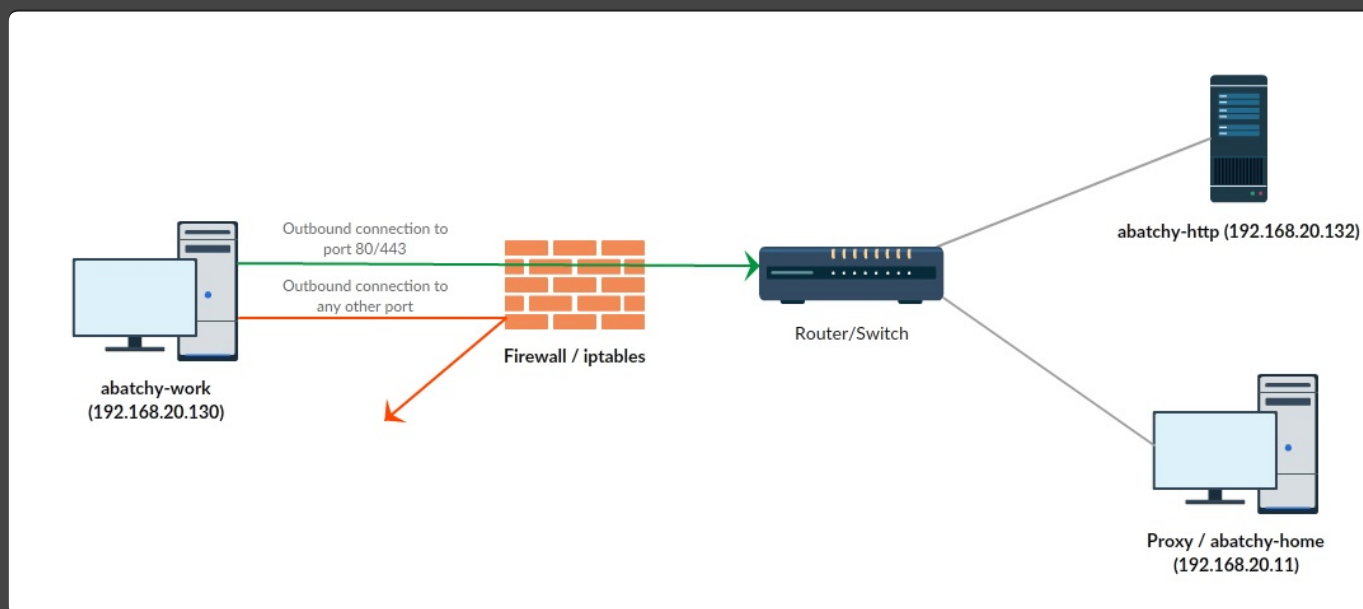 Outbound connection to
port 80/443
Outbound connection to
any other port
Firewall / iptables
abatchy-work
(192.168.20.130)
Router/Switch
abatchy-http (192.168.20.132)
Proxy / abatchy-home
(192.168.20.11)